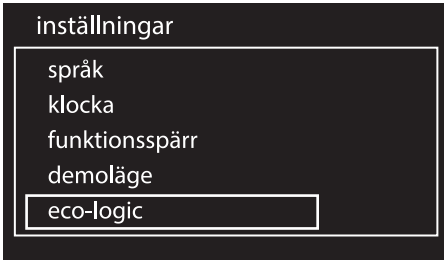 inställningar
språk
klocka
funktionsspärr
demoläge
eco-logic